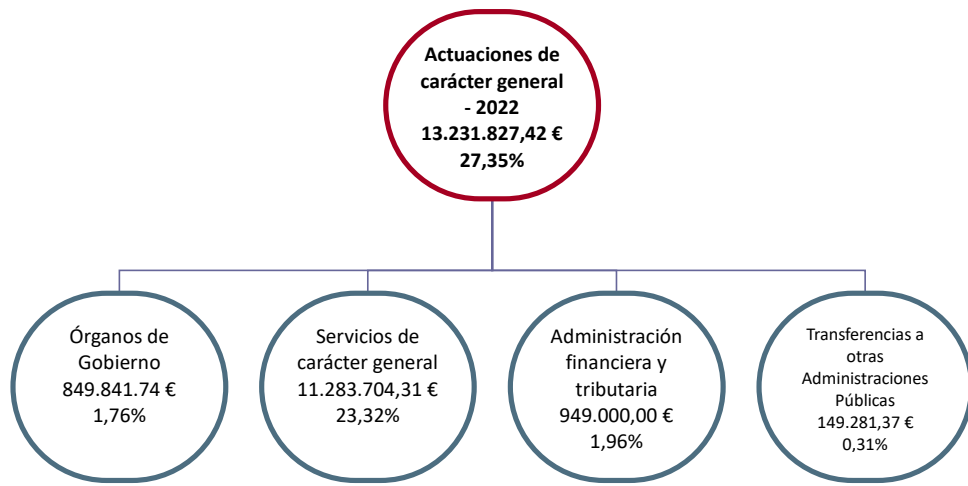 Actuaciones de
carácter general
- 2022
13.231.827,42 €
27,35%
Órganos de
Gobierno
849.841.74 €
1,76%
Servicios de
carácter general
11.283.704,31 €
23,32%
Administración
financiera y
tributaria
949.000,00 €
1,96%
Transferencias a
otras
Administraciones
Públicas
149.281,37 €
0,31%